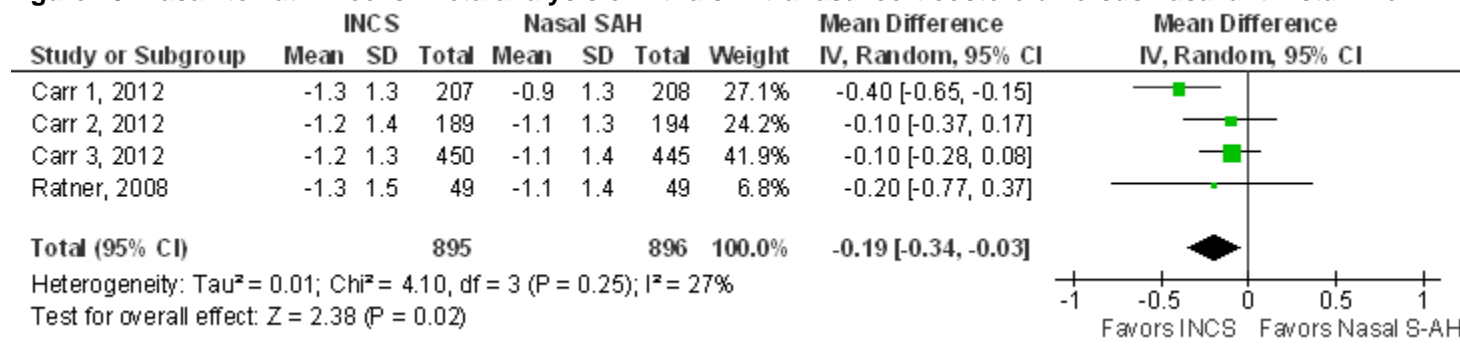 INCS Nasal SAH Mean Difference Mean Difference
Study or Subgroup Mean SD Total Mean SD Total Weight IV, Random, 95% CI IV, Random, 95% CI
Carr 1, 2012 -1.3 1.3 207 -0.9 1.3 208 27.1% -0.40 [-0.65, -0.15]
Carr 2, 2012 -1.2 1.4 189 -1.1 1.3 194 24.2% -0.10 [-0.37, 0.17]
Carr 3, 2012 -1.2 1.3 450 -1.1 1.4 445 41.9% -0.10 [-0.28, 0.08]
Ratner, 2008 -1.3 1.5 49 -1.1 1.4 49 6.8% -0.20 [-0.77, 0.37]
Total (95% CI) 895 896 100.0% -0.19 [-0.34, -0.03]
Heterogeneity: Tau² = 0.01; Chi² = 4.10, df = 3 (P = 0.25); I² = 27%
Test for overall effect: Z = 2.38 (P = 0.02)
-1 -0.5 0 0.5 1
Favors INCS Favors Nasal S-AH